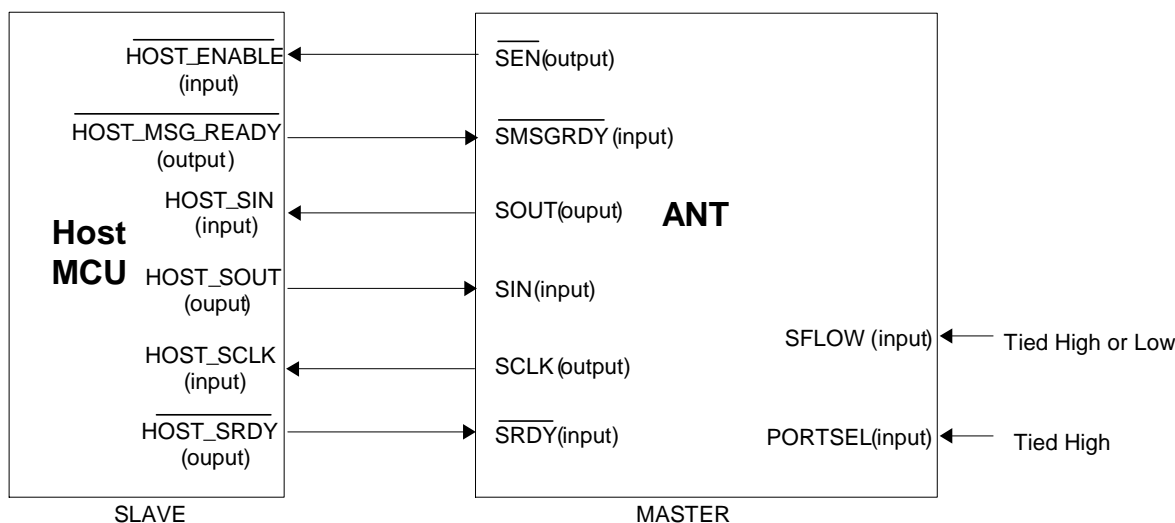 HOST_ENABLE
(input)
SEN(output)
HOST_MSG_READY
(output)
SMSGRDY(input)
HOST_SIN
(input)
SOUT(ouput)
ANT
Host
MCU
HOST_SOUT
(ouput)
SIN(input)
SFLOW (input)
Tied High or Low
HOST_SCLK
(input)
SCLK(output)
HOST_SRDY
(ouput)
SRDY(input)
PORTSEL(input)
Tied High
SLAVE
MASTER